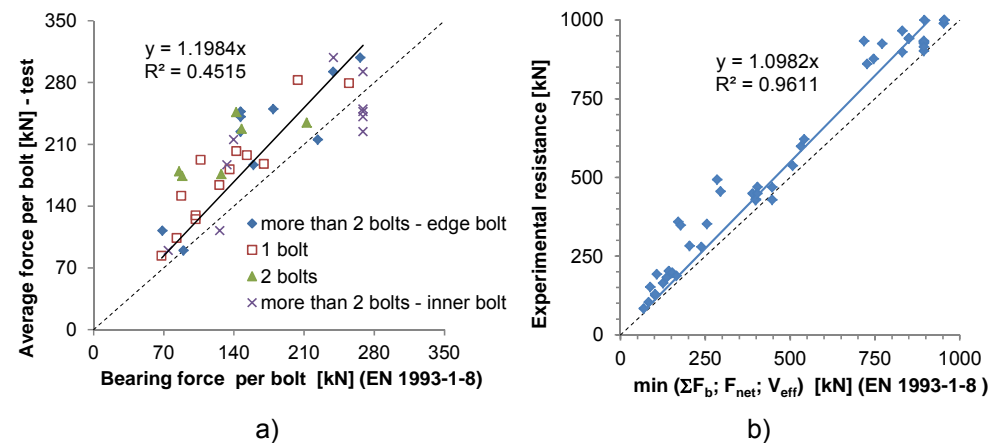 350
280
210
140
70
0
0
70
140
210
280
350
Average force per bolt [kN] - test
Bearing force per bolt [kN] (EN 1993-1-8)
y = 1.1984x
R² = 0.4515
more than 2 bolts - edge bolt
1 bolt
2 bolts
more than 2 bolts - inner bolt
a)
1000
750
500
250
0
0
250
500
750
1000
Experimental resistance [kN]
min (ΣFb; Fnet; Veff) [kN] (EN 1993-1-8 )
y = 1.0982x
R² = 0.9611
b)